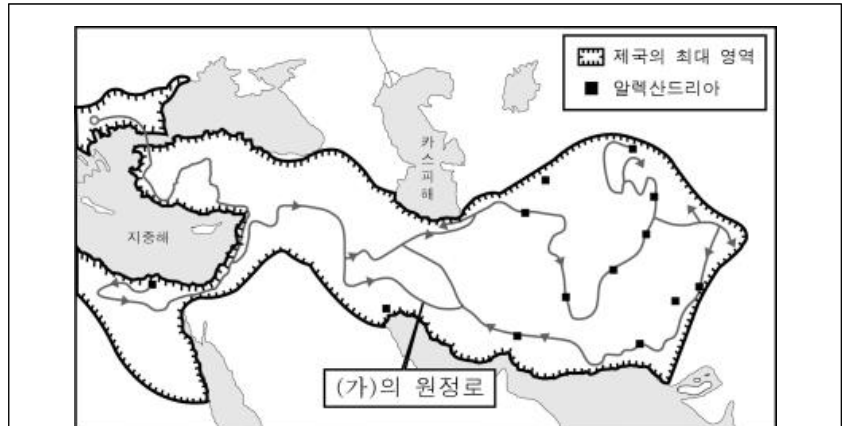 제국의 최대 영역
알렉산드리아
카스피해
지중해
(가)의 원정로